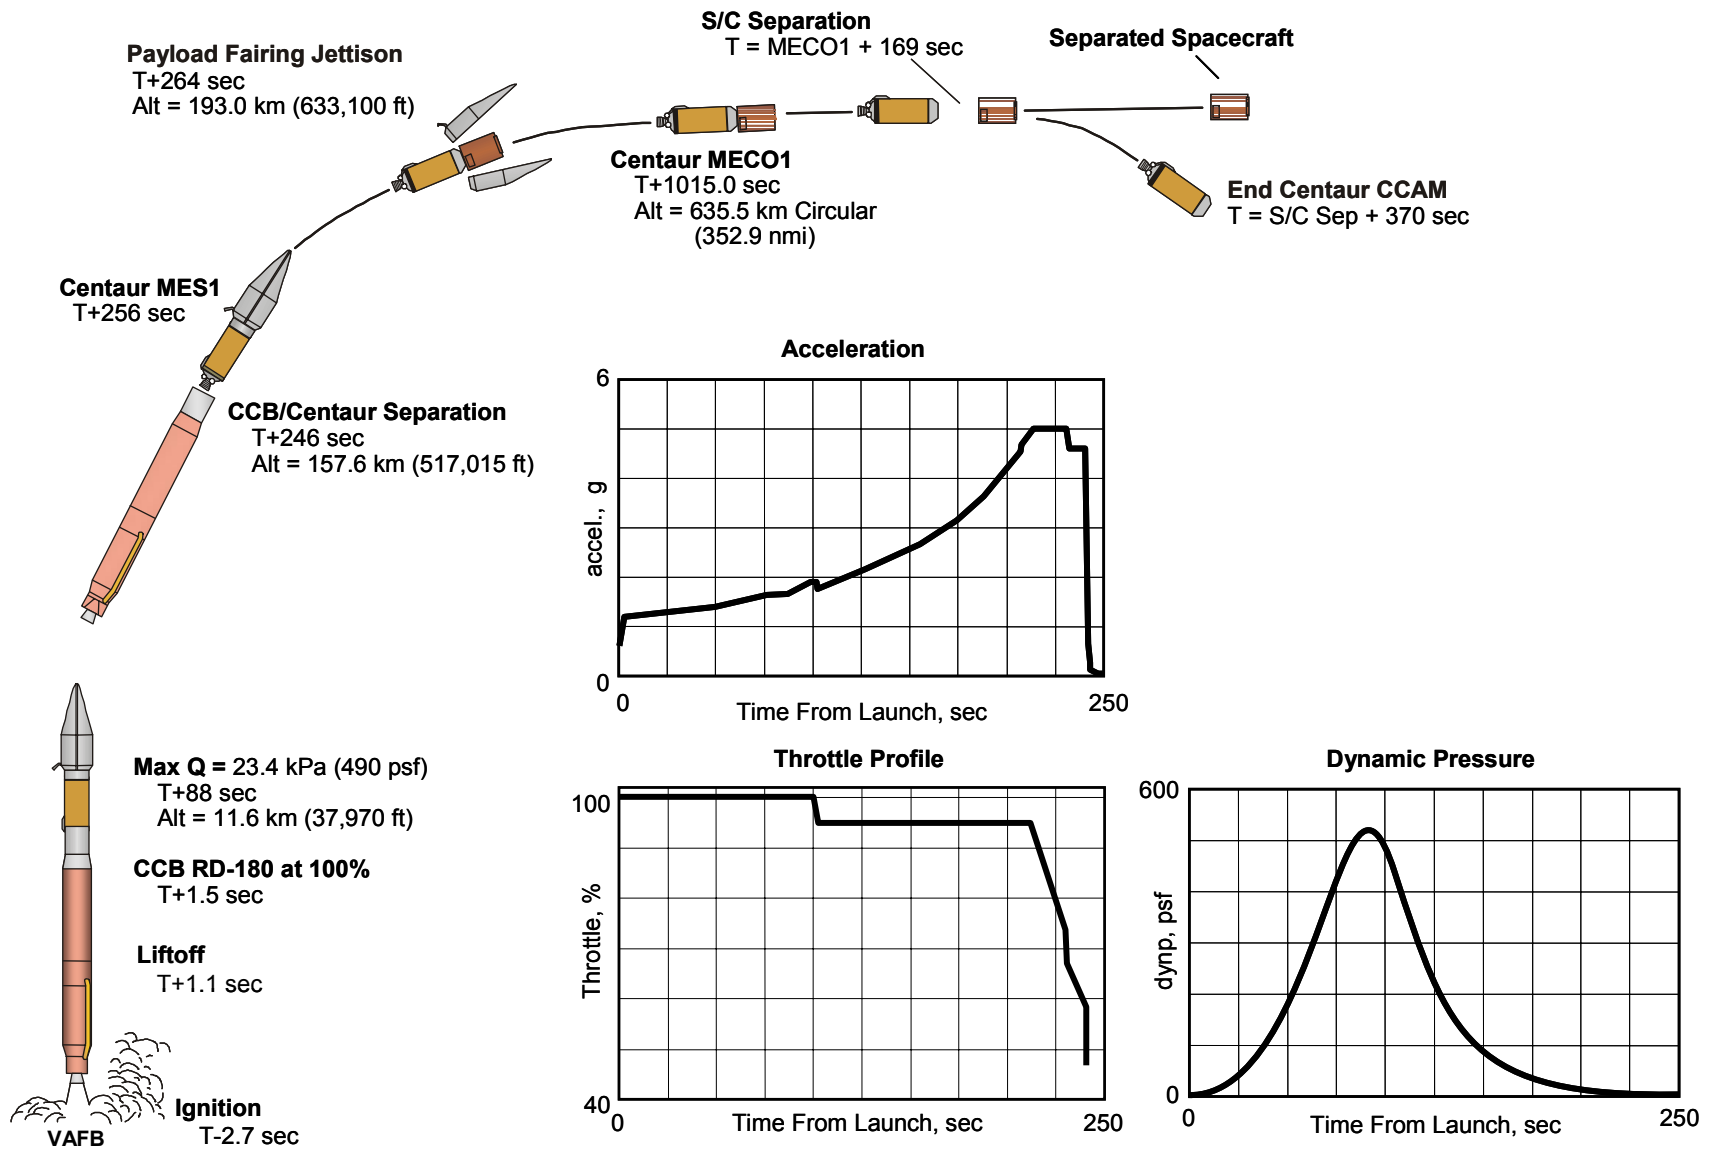 S/C Separation
T = MECO1 + 169 sec
Separated Spacecraft
Payload Fairing Jettison
T+264 sec
Alt = 193.0 km (633,100 ft)
Centaur MECO1
T+1015.0 sec
Alt = 635.5 km Circular
(352.9 nmi)
End Centaur CCAM
T = S/C Sep + 370 sec
Centaur MES1
T+256 sec
CCB/Centaur Separation
T+246 sec
Alt = 157.6 km (517,015 ft)
Acceleration
6
accel., g
0
0
250
Time From Launch, sec
Max Q = 23.4 kPa (490 psf)
T+88 sec
Alt = 11.6 km (37,970 ft)
CCB RD-180 at 100%
T+1.5 sec
Liftoff
T+1.1 sec
Ignition
T-2.7 sec
VAFB
Throttle Profile
100
Throttle, %
40
0
250
Time From Launch, sec
Dynamic Pressure
600
dynp, psf
0
0
250
Time From Launch, sec